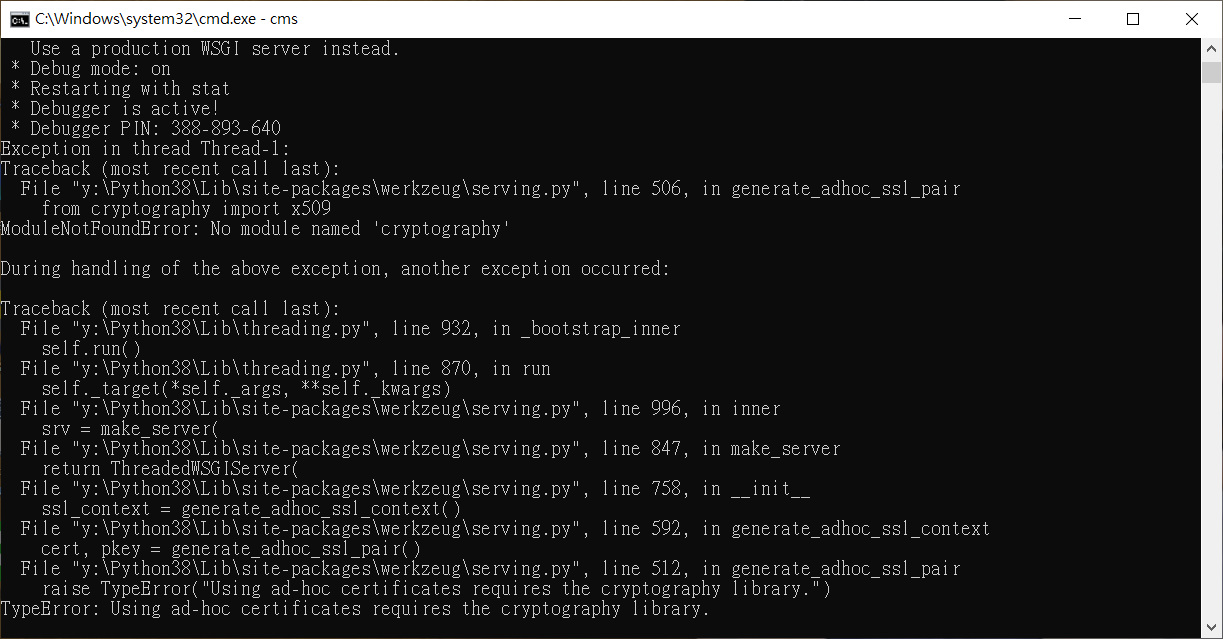 C:\Windows\system32\cmd.exe - cms
Use a production WSGI server instead.
* Debug mode: on
* Restarting with stat
* Debugger is active!
* Debugger PIN: 388-893-640
Exception in thread Thread-1:
Traceback (most recent call last):
  File "y:\Python38\Lib\site-packages\werkzeug\serving.py", line 506, in generate_adhoc_ssl_pair
    from cryptography import x509
ModuleNotFoundError: No module named 'cryptography'

During handling of the above exception, another exception occurred:

Traceback (most recent call last):
  File "y:\Python38\Lib\threading.py", line 932, in _bootstrap_inner
    self.run()
  File "y:\Python38\Lib\threading.py", line 870, in run
    self._target(*self._args, **self._kwargs)
  File "y:\Python38\Lib\site-packages\werkzeug\serving.py", line 996, in inner
    srv = make_server(
  File "y:\Python38\Lib\site-packages\werkzeug\serving.py", line 847, in make_server
    return ThreadedWSGIServer(
  File "y:\Python38\Lib\site-packages\werkzeug\serving.py", line 758, in __init__
    ssl_context = generate_adhoc_ssl_context()
  File "y:\Python38\Lib\site-packages\werkzeug\serving.py", line 592, in generate_adhoc_ssl_context
    cert, pkey = generate_adhoc_ssl_pair()
  File "y:\Python38\Lib\site-packages\werkzeug\serving.py", line 512, in generate_adhoc_ssl_pair
    raise TypeError("Using ad-hoc certificates requires the cryptography library.")
TypeError: Using ad-hoc certificates requires the cryptography library.